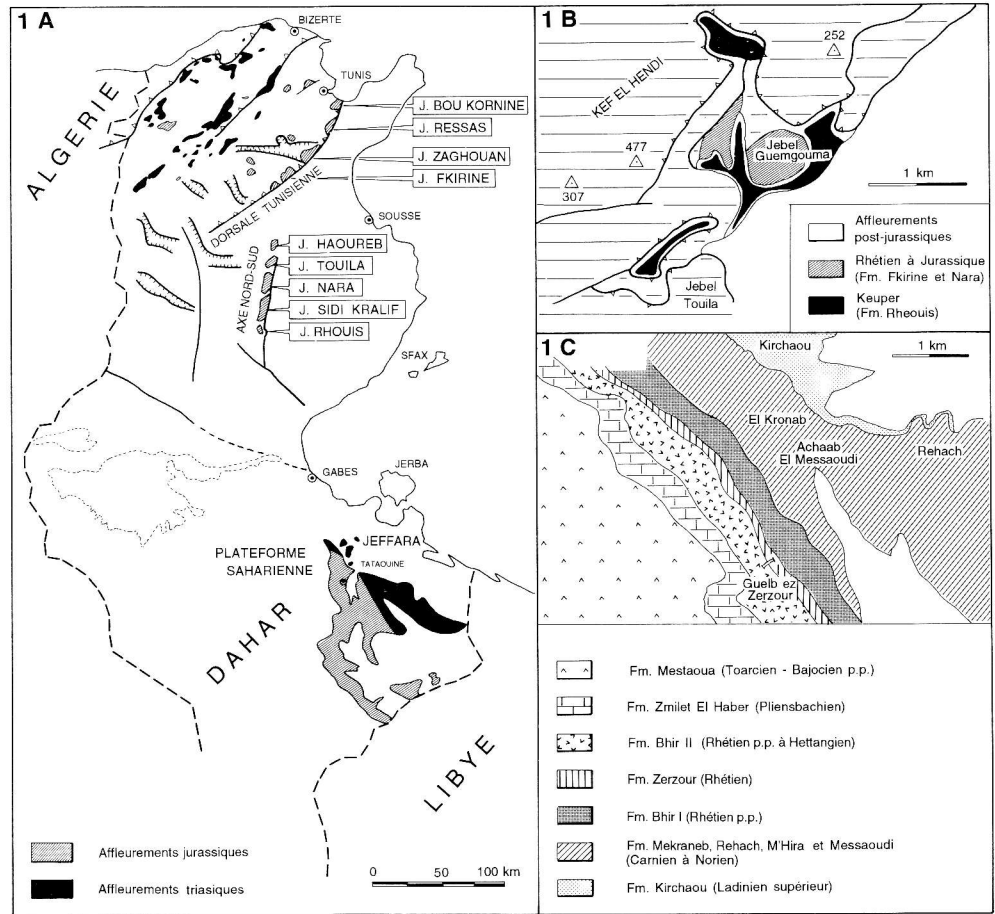 1 A
BIZERTE
TUNIS
ALGERIE
J. BOU KORNINE
J. RESSAS
J. ZAGHOUAN
J. FKIRINE
DORSALE TUNISIENNE
SOUSSE
AXE NORD-SUD
J. HAOUREB
J. TOUILA
J. NARA
J. SIDI KRALIF
J. RHOUIS
SFAX
GABES
JERBA
JEFFARA
PLATEFORME
SAHARIENNE
TATAOUINE
DAHAR
LIBYE
Affleurements jurassiques
Affleurements triasiques
0
50
100 km
1 B
252
KEF EL HENDI
477
307
Jebel
Guemgouma
1 km
Jebel
Touila
Affleurements
post-jurassiques
Rhétien à Jurassique
(Fm. Fkirine et Nara)
Keuper
(Fm. Rheouis)
1 C
Kirchaou
1 km
El Kronab
Achaab
El Messaoudi
Rehach
Guelb ez
Zerzour
Fm. Mestaoua (Toarcien - Bajocien p.p.)
Fm. Zmilet El Haber (Pliensbachien)
Fm. Bhir II (Rhétien p.p. à Hettangien)
Fm. Zerzour (Rhétien)
Fm. Bhir I (Rhétien p.p.)
Fm. Mekraneb, Rehach, M'Hira et Messaoudi
(Carnien à Norien)
Fm. Kirchaou (Ladinien supérieur)